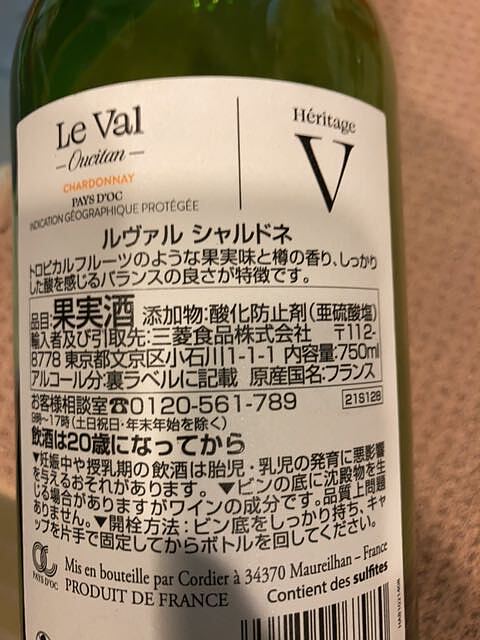 Le Val
Oucitan
CHARDONNAY
PAYS D'OC
INDICATION GÉOGRAPHIQUE PROTÉGÉE
Héritage
V
ルヴァル シャルドネ
トロピカルフルーツのような果実味と樽の香り、しっかり
した酸を感じるバランスの良さが特徴です。
品目:果実酒 添加物:酸化防止剤(亜硫酸塩)
輸入者及び引取先:三菱食品株式会社 〒112-
8778 東京都文京区小石川1-1-1 内容量:750ml
アルコール分:裏ラベルに記載 原産国名:フランス
お客様相談室☎0120-561-789
21S128
9時~17時(土日祝日・年末年始を除く)
飲酒は20歳になってから
▼妊娠中や授乳期の飲酒は胎児・乳児の発育に悪影響
を与えるおそれがあります。▼ビンの底に沈殿物を生
じる場合がありますがワインの成分です。品質上問題
ありません。▼開栓方法:ビン底をしっかり持ち、キャ
ップを片手で固定してからボトルを回してください。
PAYS D'OC
Mis en bouteille par Cordier à 34370 Maureilhan – France
PRODUIT DE FRANCE
Contient des sulfites